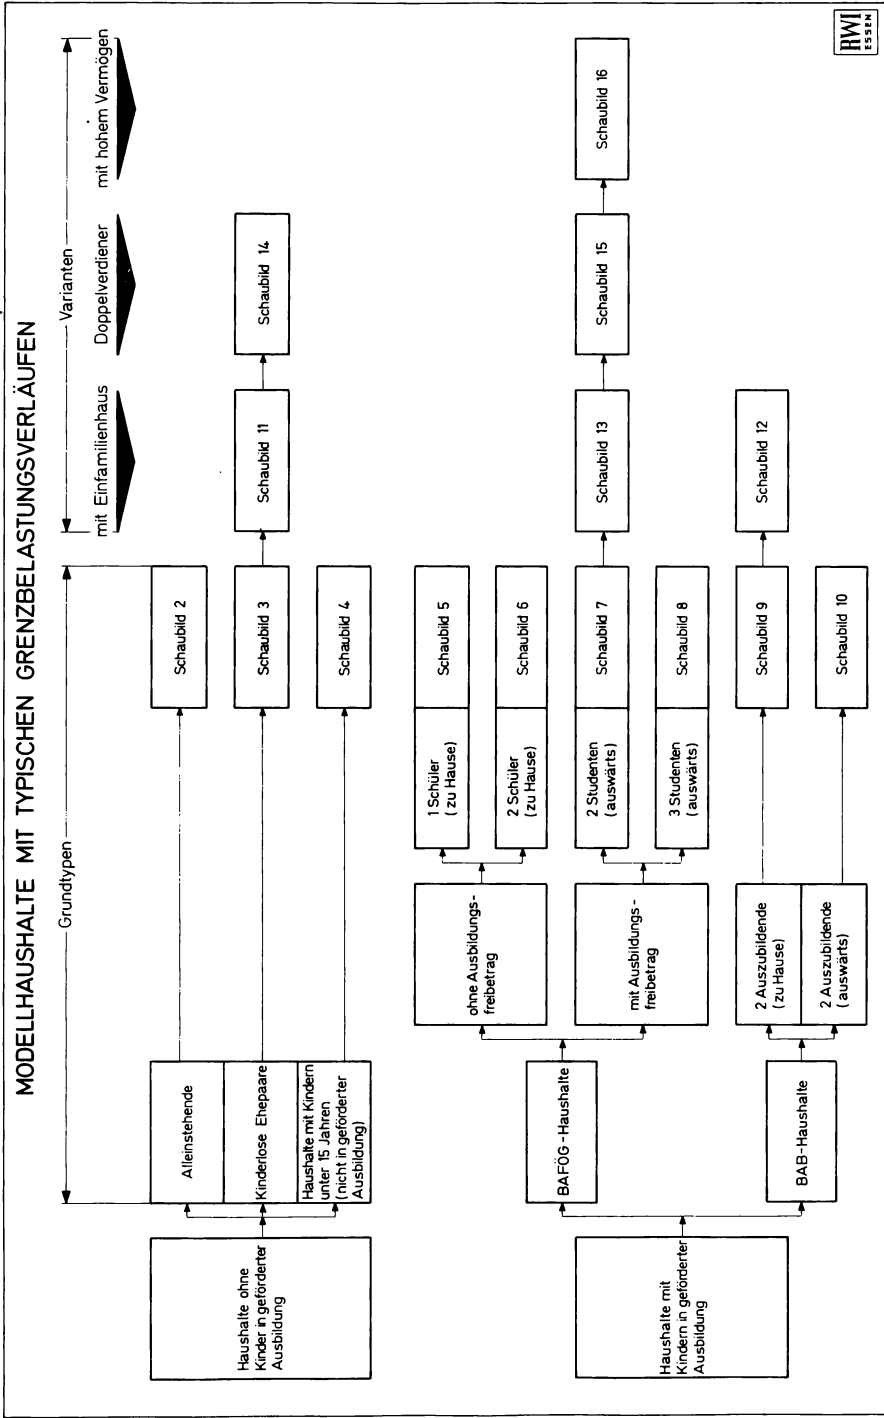 MODELLHAUSHALTE MIT TYPISCHEN GRENZBELASTUNGSVERLÄUFEN
Grundtypen
Varianten
mit Einfamilienhaus
Doppelverdiener
mit hohem Vermögen
Haushalte ohne
Kinder in geförderter
Ausbildung
Alleinstehende
Schaubild 2
Kinderlose Ehepaare
Schaubild 3
Schaubild 11
Schaubild 14
Haushalte mit Kindern
unter 15 Jahren
(nicht in geförderter
Ausbildung)
Schaubild 4
Haushalte mit
Kindern in geförderter
Ausbildung
BAFÖG-Haushalte
ohne Ausbildungs-
freibetrag
1 Schüler
(zu Hause)
Schaubild 5
2 Schüler
(zu Hause)
Schaubild 6
mit Ausbildungs-
freibetrag
2 Studenten
(auswärts)
Schaubild 7
Schaubild 13
Schaubild 15
Schaubild 16
3 Studenten
(auswärts)
Schaubild 8
BAB-Haushalte
2 Auszubildende
(zu Hause)
Schaubild 9
Schaubild 12
2 Auszubildende
(auswärts)
Schaubild 10
RWI
ESSEN